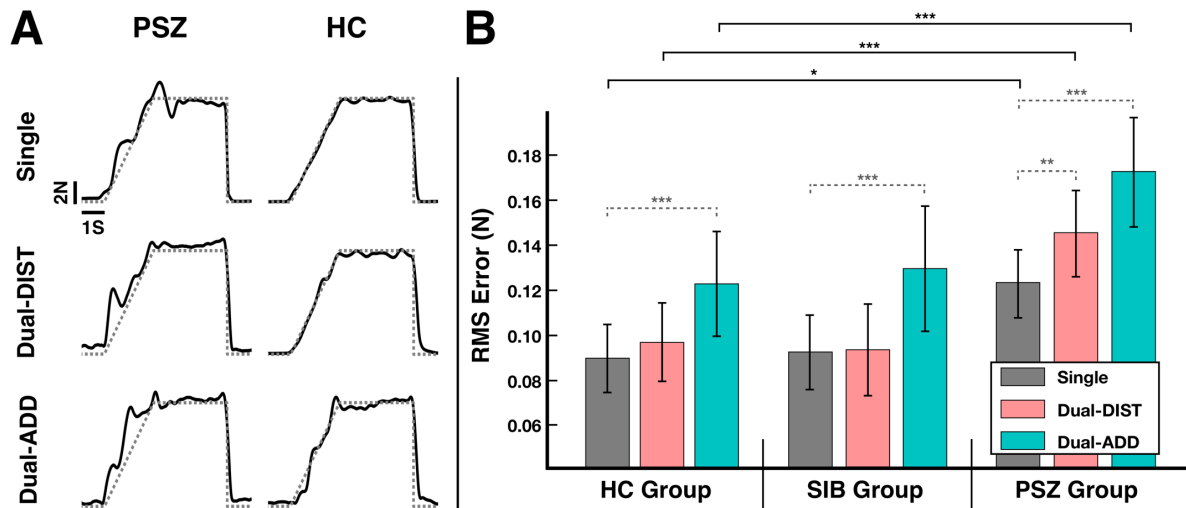 A
PSZ
HC
Single
2N
1S
Dual-DIST
Dual-ADD
B
***
***
*
***
***
***
**
RMS Error (N)
0.18
0.16
0.14
0.12
0.10
0.08
0.06
Single
Dual-DIST
Dual-ADD
HC Group
SIB Group
PSZ Group